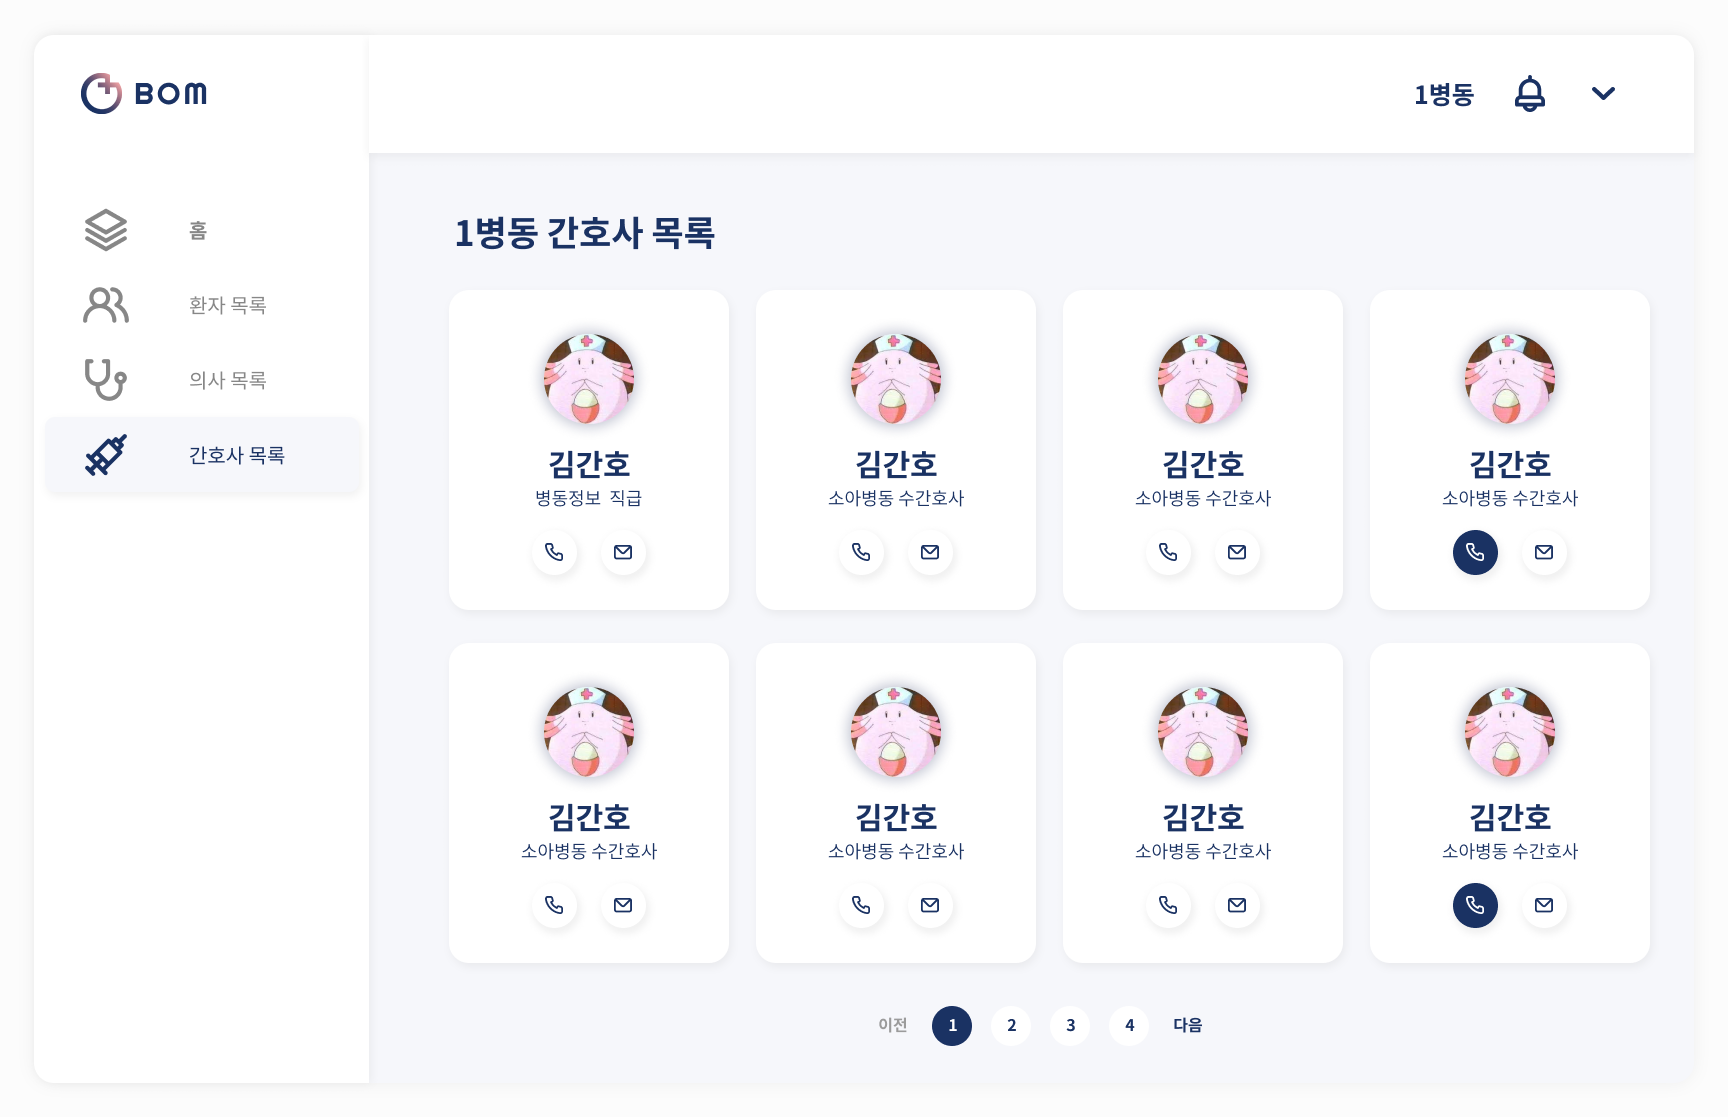 BOM
1병동
홈
환자 목록
의사 목록
간호사 목록
1병동 간호사 목록
김간호
병동정보 직급
김간호
소아병동 수간호사
김간호
소아병동 수간호사
김간호
소아병동 수간호사
김간호
소아병동 수간호사
김간호
소아병동 수간호사
김간호
소아병동 수간호사
김간호
소아병동 수간호사
이전 1 2 3 4 다음